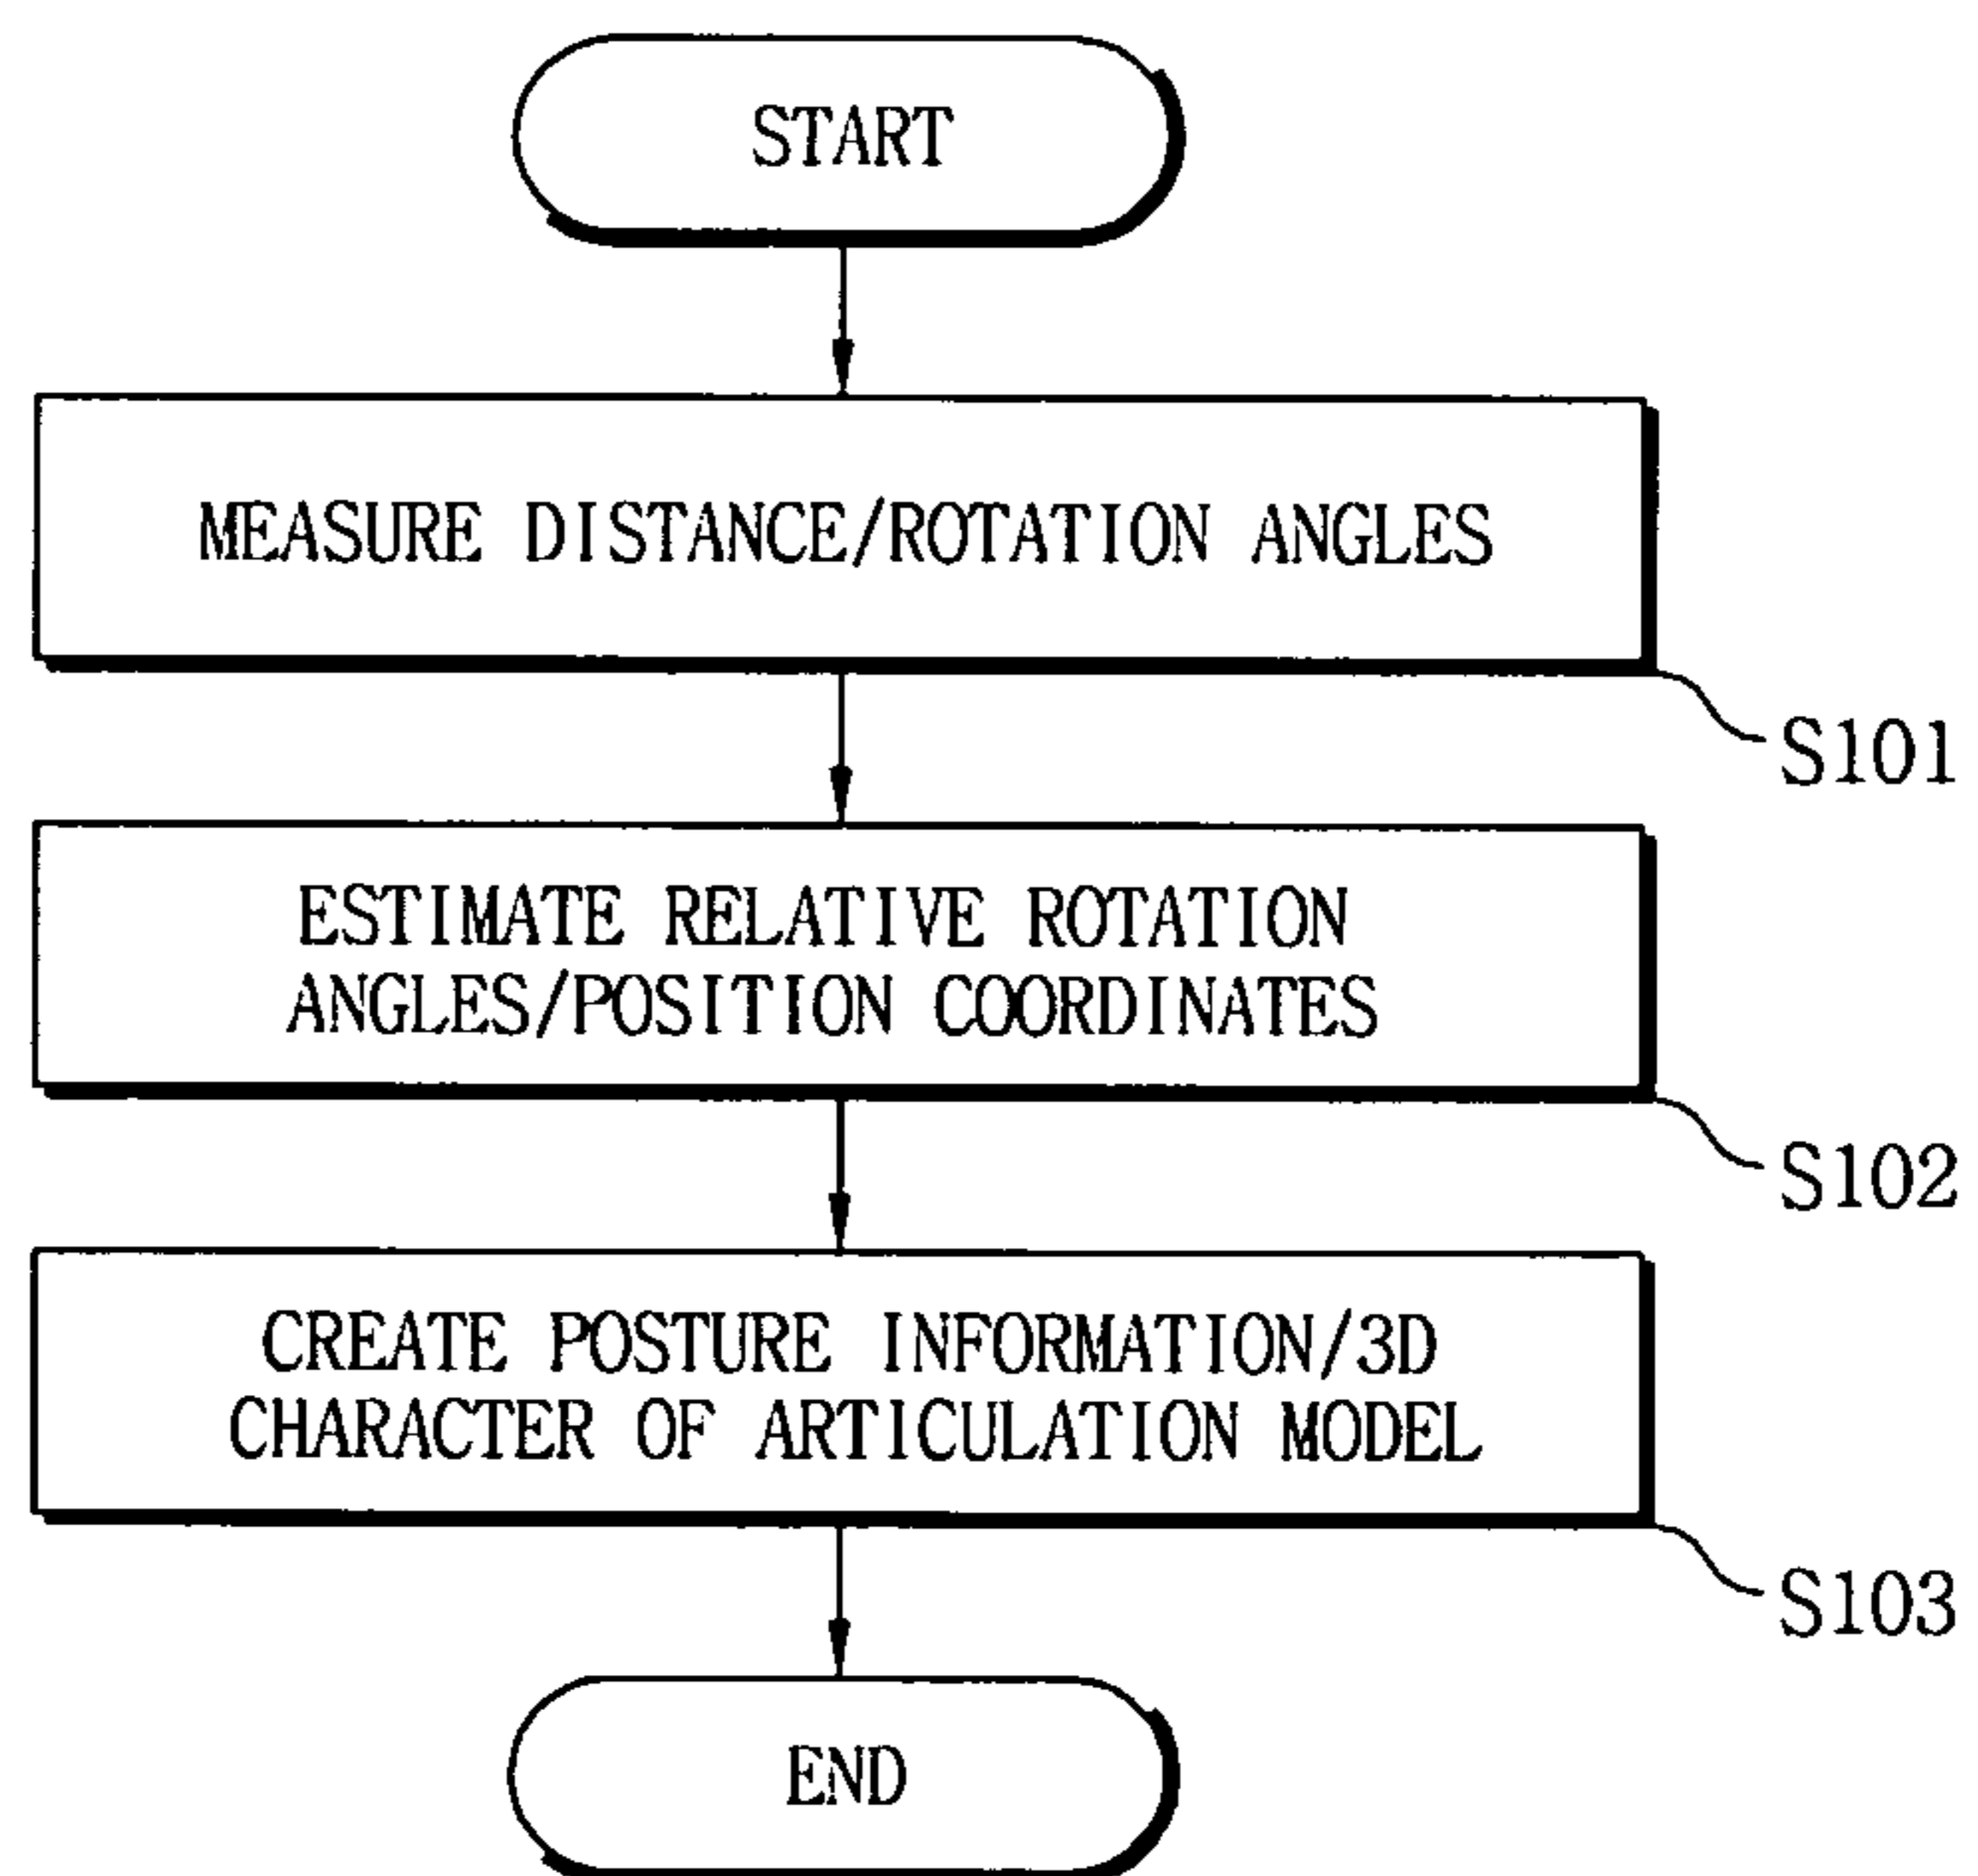 START
MEASURE DISTANCE/ROTATION ANGLES
S101
ESTIMATE RELATIVE ROTATION
ANGLES/POSITION COORDINATES
S102
CREATE POSTURE INFORMATION/3D
CHARACTER OF ARTICULATION MODEL
S103
END